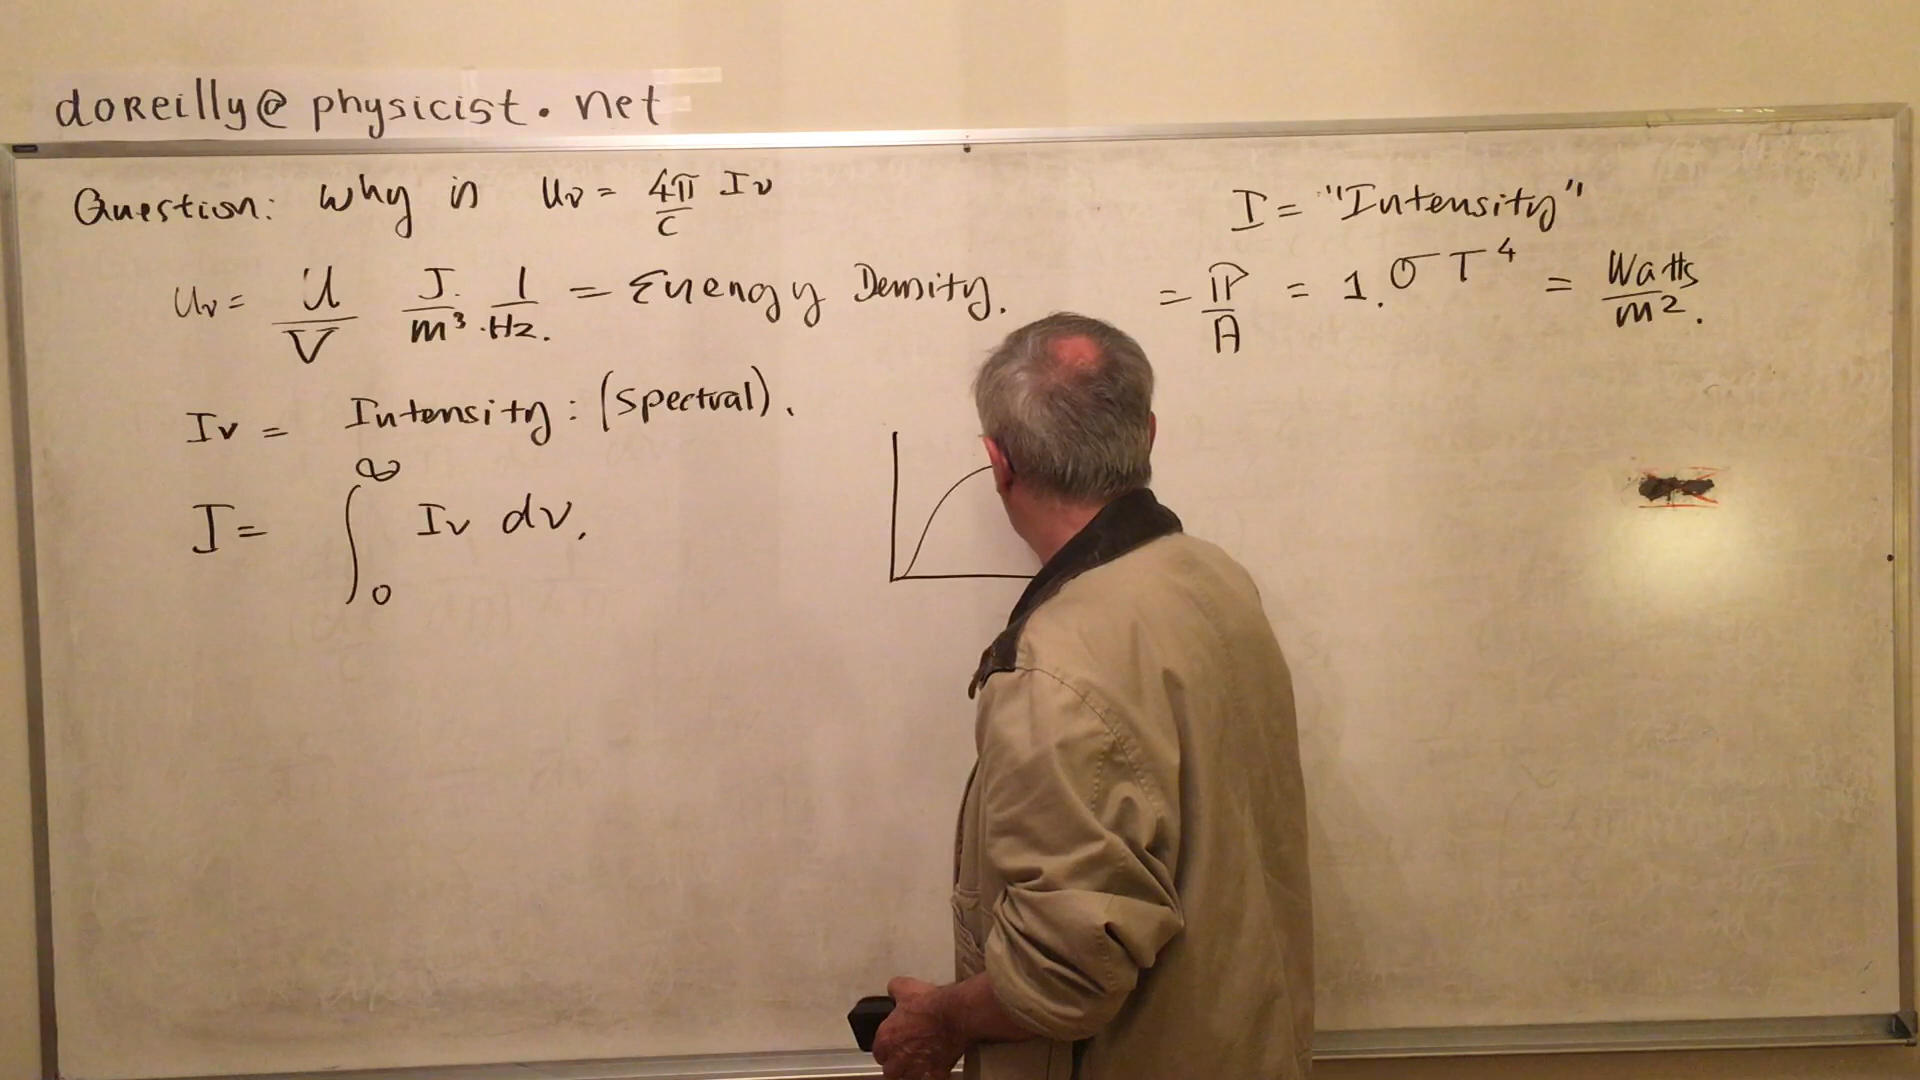 doReilly@physicist.net
Question: Why is uν = 4π/c Iν
uν = U/V J/m³ · 1/Hz. = Energy Density.
Iν = Intensity: (spectral).
I = ∫₀^∞ Iν dν.
I = "Intensity"
= P/A = 1. σT⁴ = Watts/m².